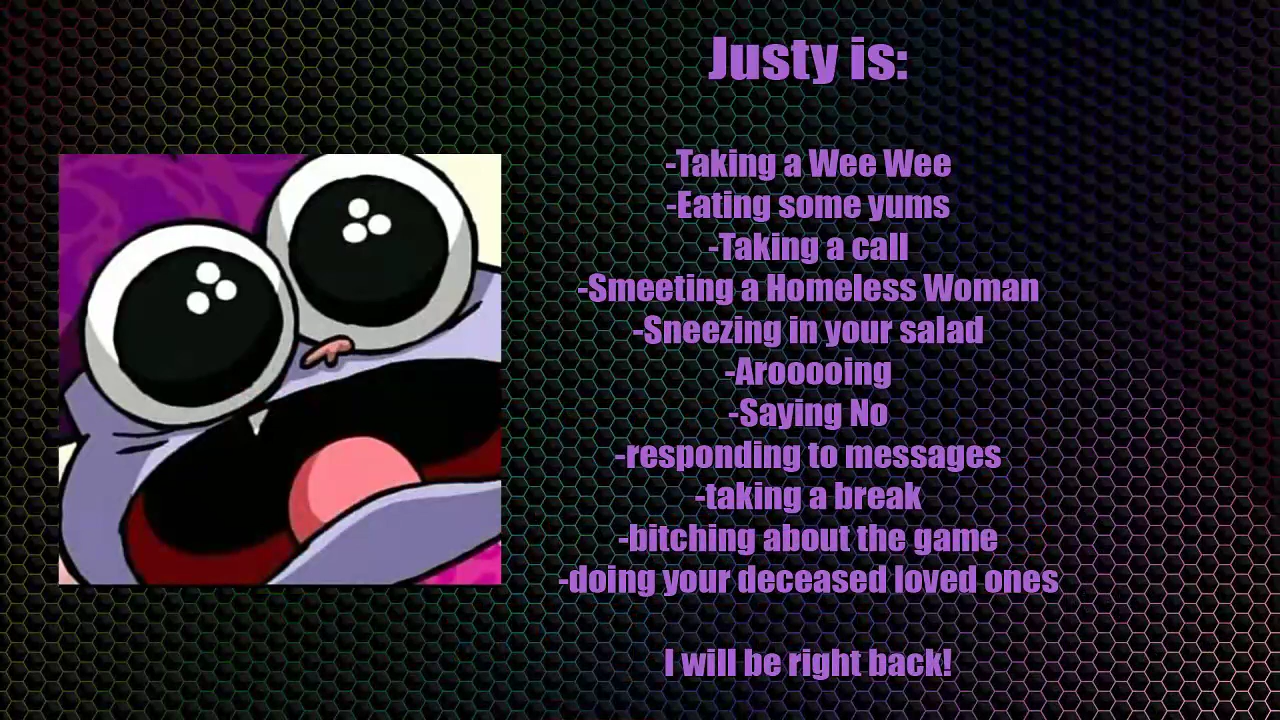 Justy is:
-Taking a Wee Wee
-Eating some yums
-Taking a call
-Smeeting a Homeless Woman
-Sneezing in your salad
-Arooooing
-Saying No
-responding to messages
-taking a break
-bitching about the game
-doing your deceased loved ones
I will be right back!